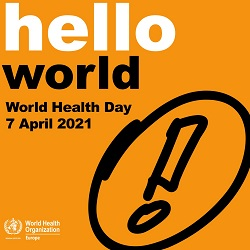 hello
world
World Health Day
7 April 2021
!
World Health
Organization
Europe